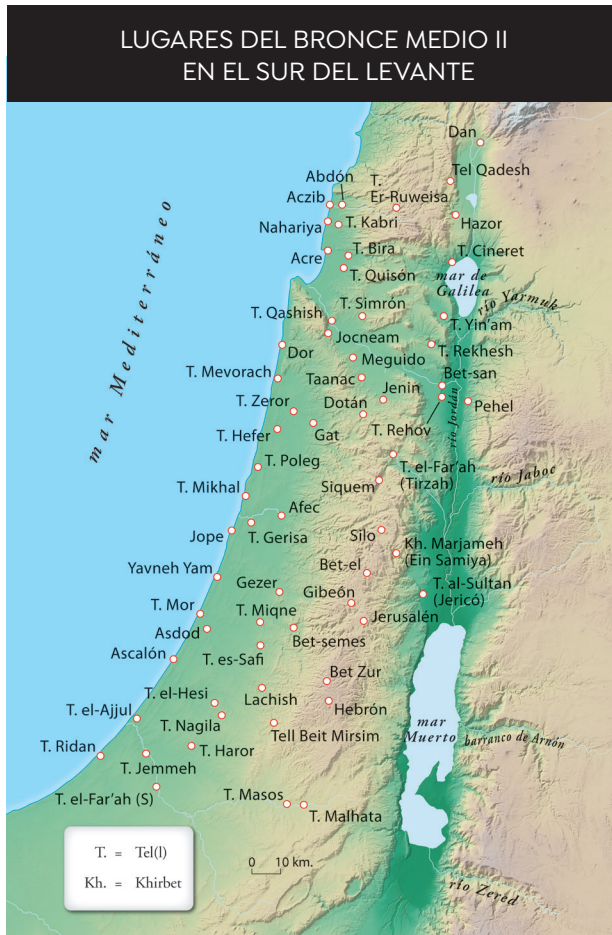 LUGARES DEL BRONCE MEDIO II
EN EL SUR DEL LEVANTE
Dan
Tel Qadesh
Abdón
T.
Er-Ruweisa
Aczib
Hazor
Nahariya
T. Kabri
Acre
T. Bira
T. Cineret
T. Quisón
mar de
Galilea
río Yarmuk
T. Simrón
T. Qashish
T. Yin'am
Jocneam
Dor
T. Rekhesh
Meguido
T. Mevorach
Taanac
Bet-san
Jenin
T. Zeror
Dotán
Pehel
T. Hefer
Gat
T. Rehov
río Jordán
mar Mediterráneo
T. Poleg
T. el-Far'ah
(Tirzah)
río Jaboc
T. Mikhal
Siquem
Afec
Jope
T. Gerisa
Silo
Kh. Marjameh
(Ein Samiya)
Yavneh Yam
Bet-el
Gezer
Gibeón
T. al-Sultan
(Jericó)
T. Mor
T. Miqne
Jerusalén
Asdod
Bet-semes
Ascalón
T. es-Safi
Bet Zur
T. el-Hesi
Lachish
Hebrón
T. el-Ajjul
T. Nagila
mar
Muerto
barranco de Arnón
Tell Beit Mirsim
T. Ridan
T. Haror
T. Jemmeh
T. el-Far'ah (S)
T. Masos
T. Malhata
T. = Tel(l)
Kh. = Khirbet
0 10 km.
río Zered